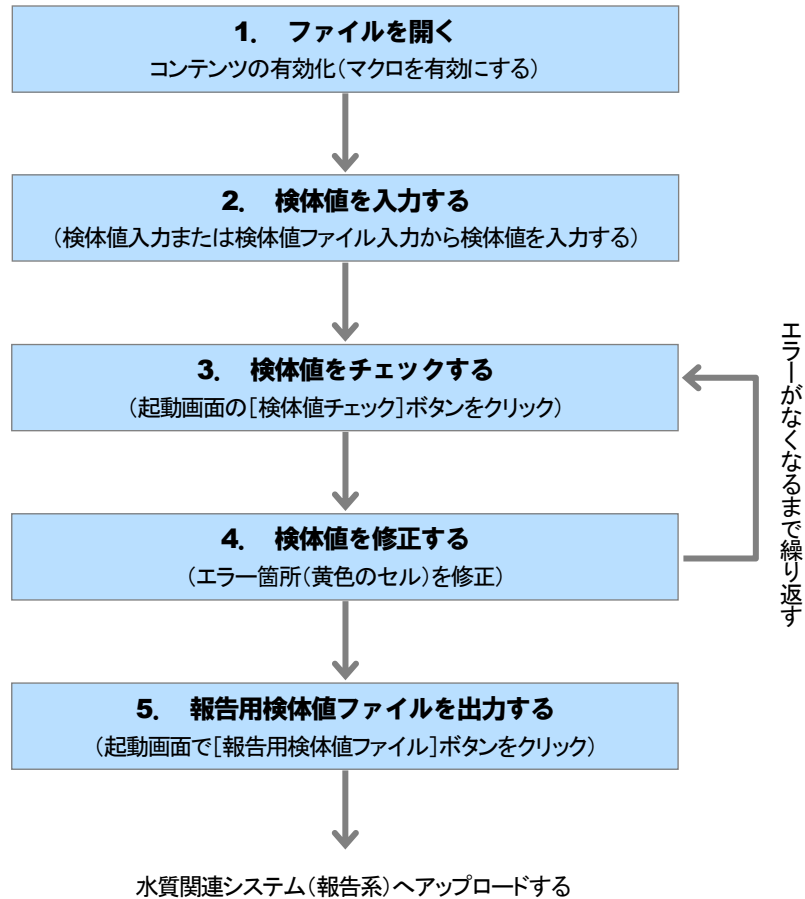 1.　ファイルを開く
コンテンツの有効化（マクロを有効にする）
2.　検体値を入力する
（検体値入力または検体値ファイル入力から検体値を入力する）
3.　検体値をチェックする
（起動画面の［検体値チェック］ボタンをクリック）
4.　検体値を修正する
（エラー箇所（黄色のセル）を修正）
エラーがなくなるまで繰り返す
5.　報告用検体値ファイルを出力する
（起動画面で［報告用検体値ファイル］ボタンをクリック）
水質関連システム（報告系）へアップロードする